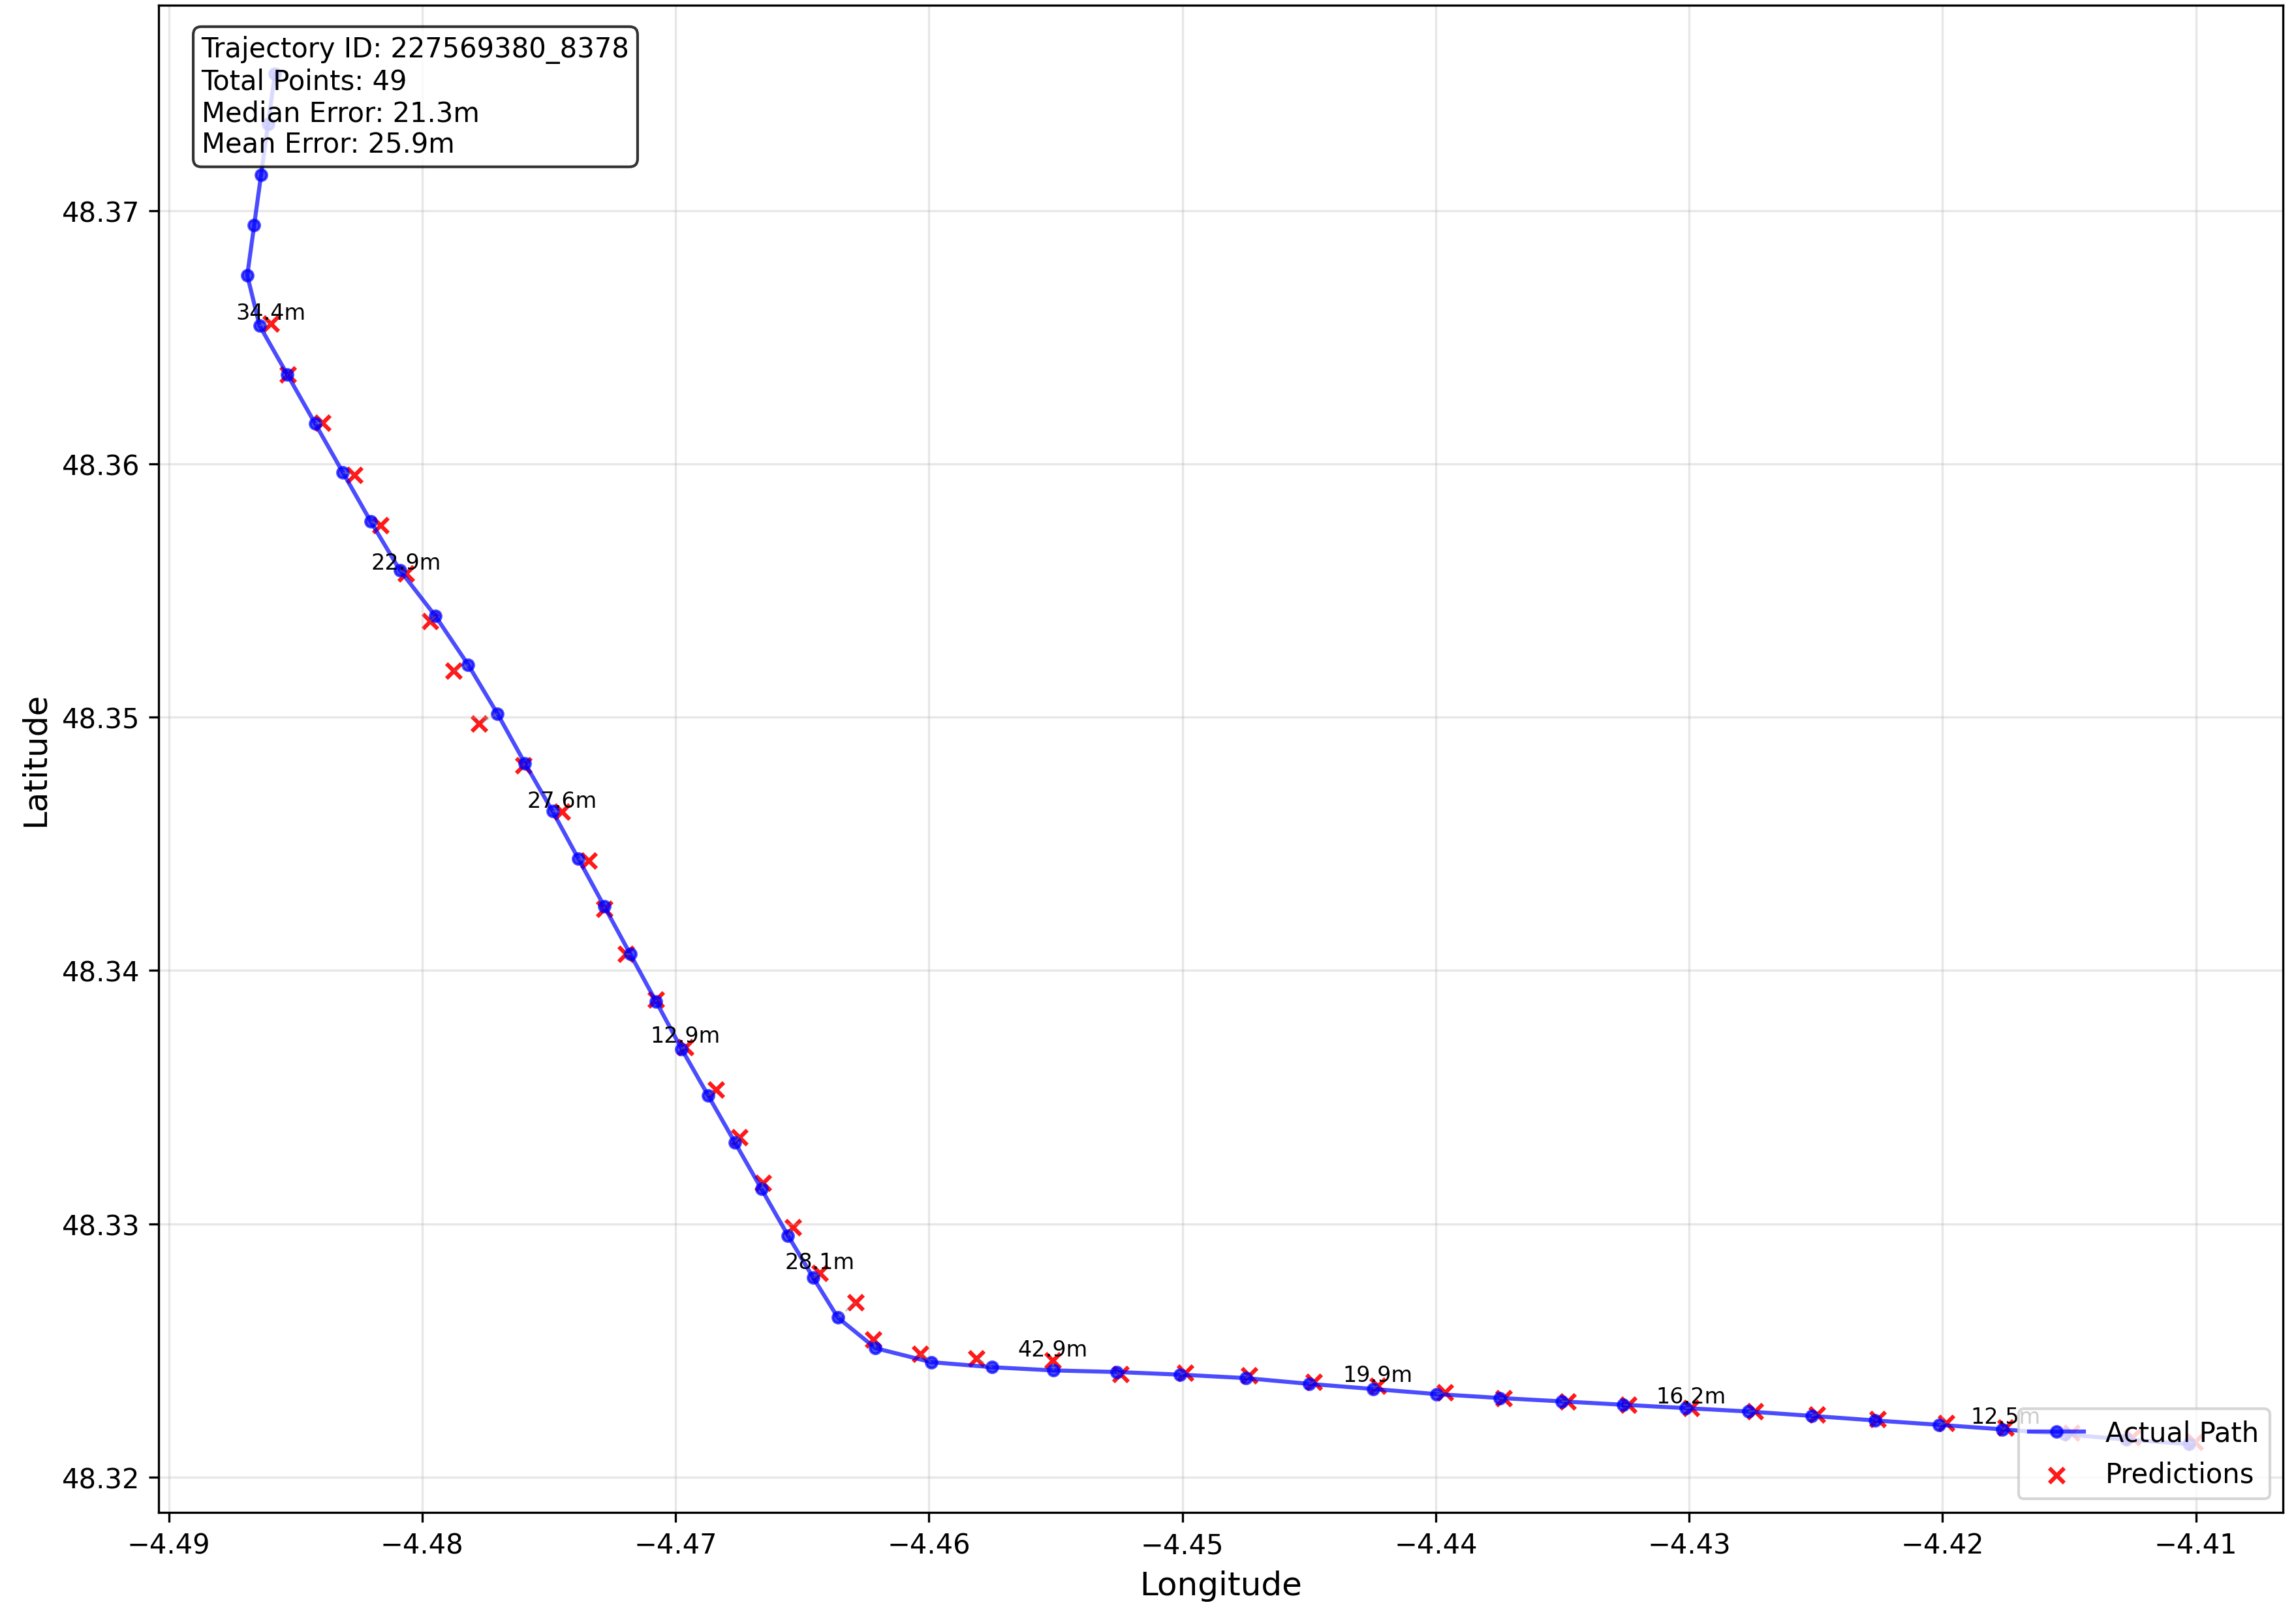 Trajectory ID: 227569380_8378
Total Points: 49
Median Error: 21.3m
Mean Error: 25.9m
48.37
34.4m
48.36
22.9m
48.35
Latitude
27.6m
48.34
12.9m
48.33
28.1m
42.9m
19.9m
16.2m
12.5m
Actual Path
Predictions
48.32
−4.49
−4.48
−4.47
−4.46
−4.45
−4.44
−4.43
−4.42
−4.41
Longitude